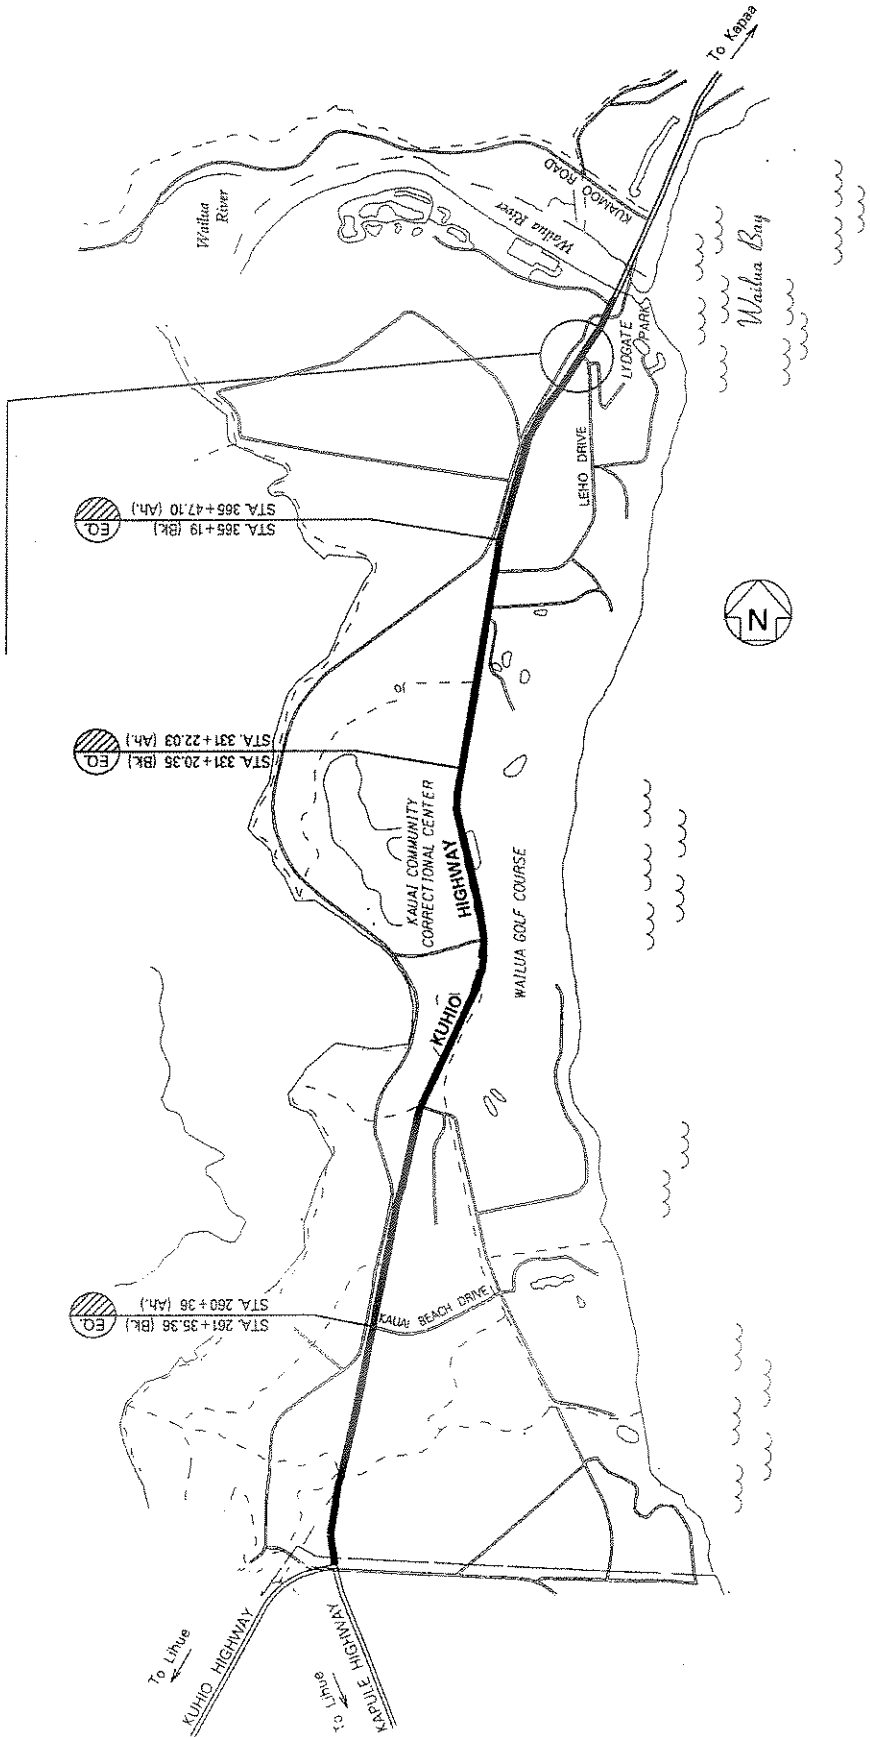 To Kapaa
Wailua
River
KUAMOO ROAD
Wailua River
Wailua Bay
LYDGATE
PARK
LEHO DRIVE
EQ.
STA. 365+19 (Bk.)
STA. 365+47.10 (Ah.)
N
EQ.
STA. 331+20.35 (Bk.)
STA. 331+22.03 (Ah.)
KAUAI COMMUNITY
CORRECTIONAL CENTER
KUHIO HIGHWAY
WAILUA GOLF COURSE
EQ.
STA. 261+35.36 (Bk.)
STA. 260+36 (Ah.)
KAUAI BEACH DRIVE
To Lihue
KUHIO HIGHWAY
To Lihue
KAPULE HIGHWAY